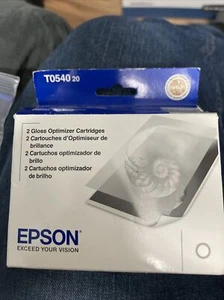 T0540 20
2 Gloss Optimizer Cartridges
2 Cartouches d'Optimiseur de
brillance
2 Cartuchos optimizador de
brillo
2 Cartuchos optimizador
de brilho
EPSON
EXCEED YOUR VISION